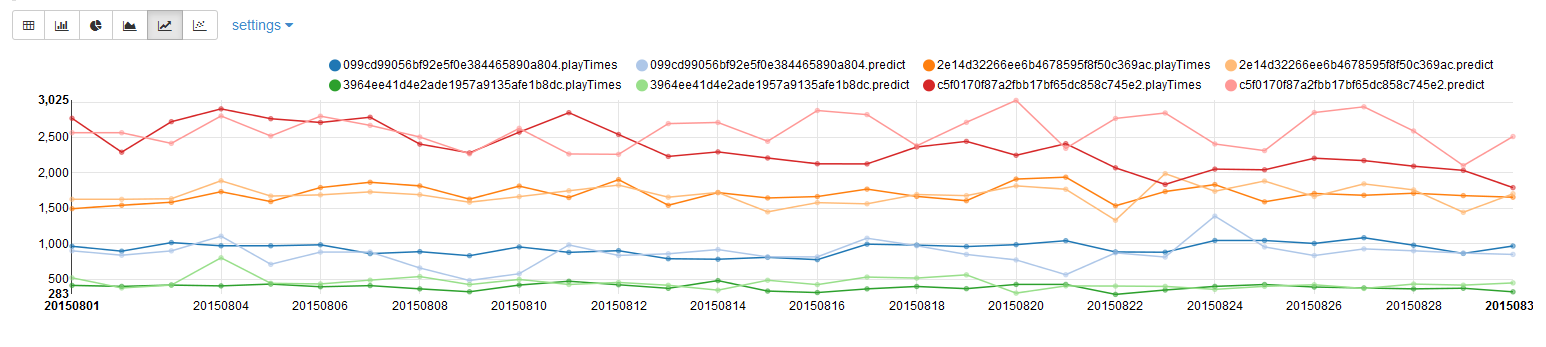 settings
099cd99056bf92e5f0e384465890a804.playTimes 099cd99056bf92e5f0e384465890a804.predict 2e14d32266ee6b4678595f8f50c369ac.playTimes 2e14d32266ee6b4678595f8f50c369ac.predict
3964ee41d4e2ade1957a9135afe1b8dc.playTimes 3964ee41d4e2ade1957a9135afe1b8dc.predict c5f0170f87a2fbb17bf65dc858c745e2.playTimes c5f0170f87a2fbb17bf65dc858c745e2.predict
3,025
2,500
2,000
1,500
1,000
500
283
20150801 20150804 20150806 20150808 20150810 20150812 20150814 20150816 20150818 20150820 20150822 20150824 20150826 20150828 2015083